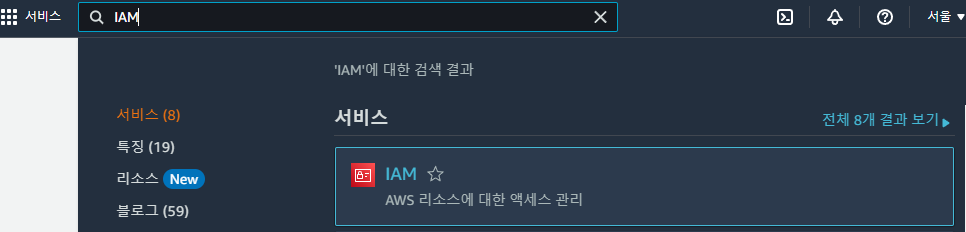 서비스 IAM 서울
'IAM'에 대한 검색 결과
서비스 (8)
특징 (19)
리소스 New
블로그 (59)
서비스 전체 8개 결과 보기
IAM
AWS 리소스에 대한 액세스 관리